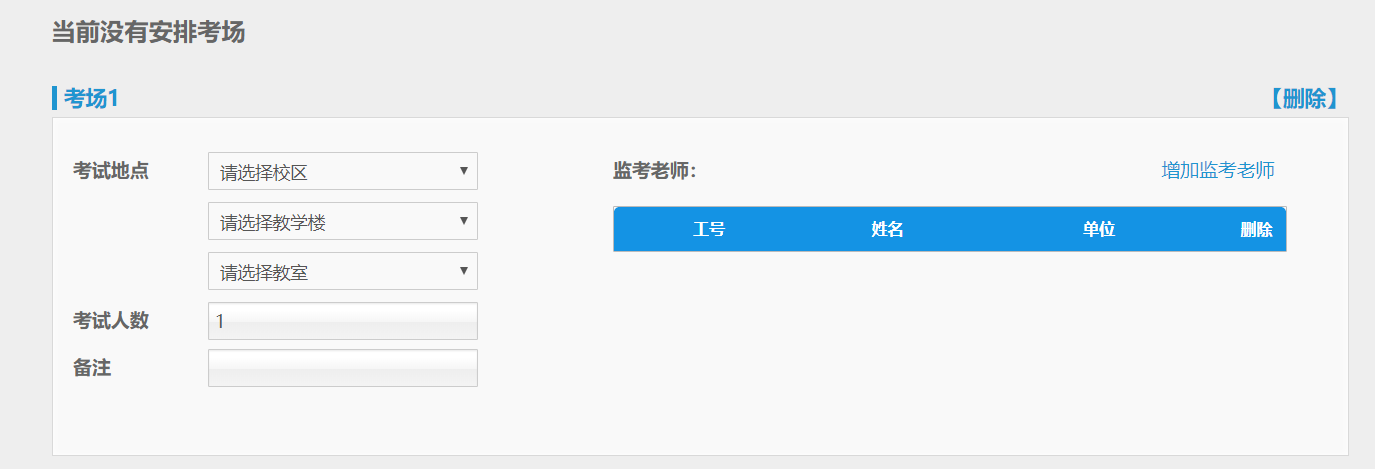 当前没有安排考场
考场1
【删除】
考试地点
请选择校区
请选择教学楼
请选择教室
考试人数
1
备注
监考老师：
增加监考老师
工号 姓名 单位 删除